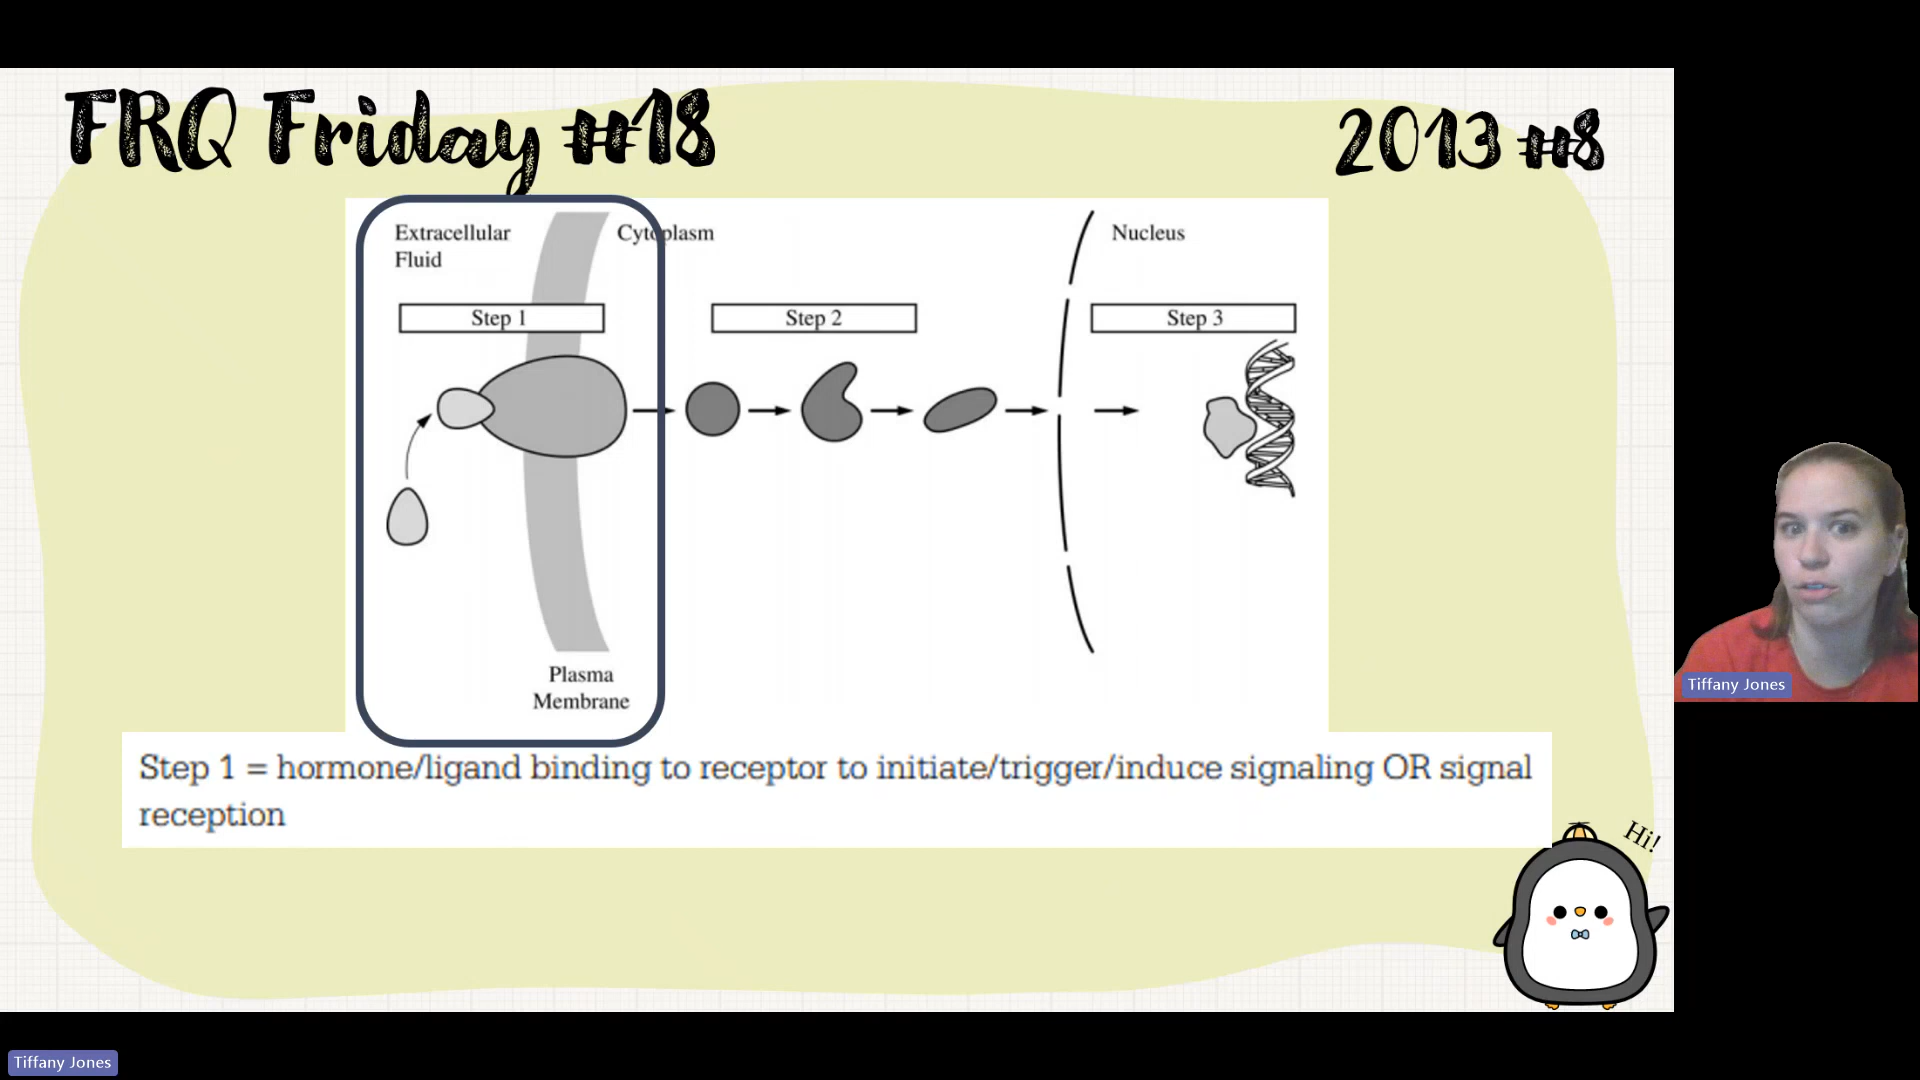 FRQ Friday #18
2013 #8
Extracellular
Fluid
Cytoplasm
Nucleus
Step 1
Step 2
Step 3
Plasma
Membrane
Step 1 = hormone/ligand binding to receptor to initiate/trigger/induce signaling OR signal
reception
Hi!
Tiffany Jones
Tiffany Jones